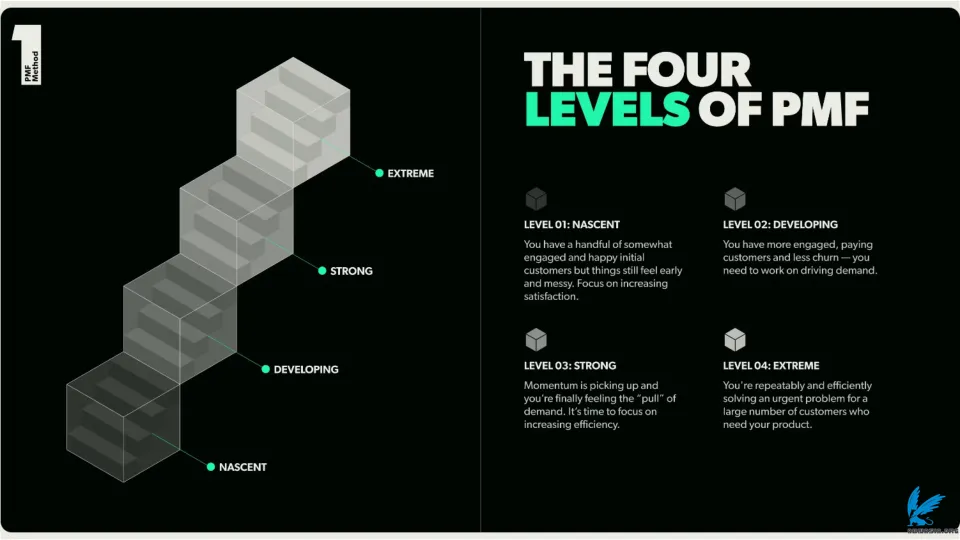 1
PMF
Method
EXTREME
STRONG
DEVELOPING
NASCENT
THE FOUR
LEVELS OF PMF
LEVEL 01: NASCENT
You have a handful of somewhat
engaged and happy initial
customers but things still feel early
and messy. Focus on increasing
satisfaction.
LEVEL 02: DEVELOPING
You have more engaged, paying
customers and less churn — you
need to work on driving demand.
LEVEL 03: STRONG
Momentum is picking up and
you're finally feeling the “pull” of
demand. It's time to focus on
increasing efficiency.
LEVEL 04: EXTREME
You're repeatably and efficiently
solving an urgent problem for a
large number of customers who
need your product.